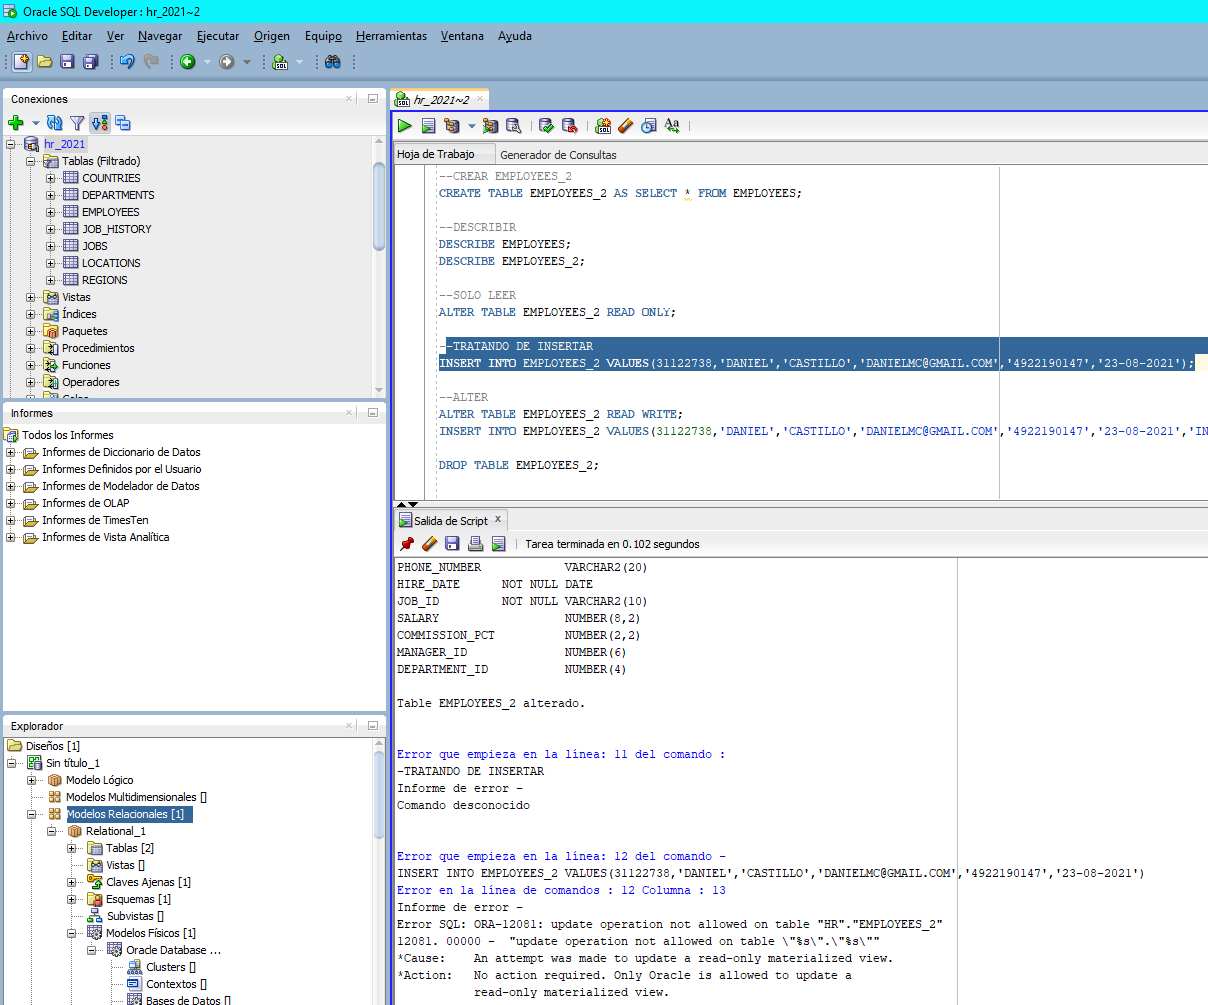 Oracle SQL Developer : hr_2021~2
Archivo Editar Ver Navegar Ejecutar Origen Equipo Herramientas Ventana Ayuda
Conexiones
hr_2021
Tablas (Filtrado)
COUNTRIES
DEPARTMENTS
EMPLOYEES
JOB_HISTORY
JOBS
LOCATIONS
REGIONS
Vistas
Índices
Paquetes
Procedimientos
Funciones
Operadores
Informes
Todos los Informes
Informes de Diccionario de Datos
Informes Definidos por el Usuario
Informes de Modelador de Datos
Informes de OLAP
Informes de TimesTen
Informes de Vista Analítica
Explorador
Diseños [1]
Sin título_1
Modelo Lógico
Modelos Multidimensionales []
Modelos Relacionales [1]
Relational_1
Tablas [2]
Vistas []
Claves Ajenas [1]
Esquemas [1]
Subvistas []
Modelos Físicos [1]
Oracle Database ...
Clusters []
Contextos []
Bases de Datos []
hr_2021~2
Hoja de Trabajo Generador de Consultas
--CREAR EMPLOYEES_2
CREATE TABLE EMPLOYEES_2 AS SELECT * FROM EMPLOYEES;
--DESCRIBIR
DESCRIBE EMPLOYEES;
DESCRIBE EMPLOYEES_2;
--SOLO LEER
ALTER TABLE EMPLOYEES_2 READ ONLY;
--TRATANDO DE INSERTAR
INSERT INTO EMPLOYEES_2 VALUES(31122738,'DANIEL','CASTILLO','DANIELMC@GMAIL.COM','4922190147','23-08-2021');
--ALTER
ALTER TABLE EMPLOYEES_2 READ WRITE;
INSERT INTO EMPLOYEES_2 VALUES(31122738,'DANIEL','CASTILLO','DANIELMC@GMAIL.COM','4922190147','23-08-2021','IN
DROP TABLE EMPLOYEES_2;
Salida de Script
Tarea terminada en 0.102 segundos
PHONE_NUMBER VARCHAR2(20)
HIRE_DATE NOT NULL DATE
JOB_ID NOT NULL VARCHAR2(10)
SALARY NUMBER(8,2)
COMMISSION_PCT NUMBER(2,2)
MANAGER_ID NUMBER(6)
DEPARTMENT_ID NUMBER(4)
Table EMPLOYEES_2 alterado.
Error que empieza en la línea: 11 del comando :
-TRATANDO DE INSERTAR
Informe de error -
Comando desconocido
Error que empieza en la línea: 12 del comando -
INSERT INTO EMPLOYEES_2 VALUES(31122738,'DANIEL','CASTILLO','DANIELMC@GMAIL.COM','4922190147','23-08-2021')
Error en la línea de comandos : 12 Columna : 13
Informe de error -
Error SQL: ORA-12081: update operation not allowed on table "HR"."EMPLOYEES_2"
12081. 00000 - "update operation not allowed on table \"%s\".\"%s\""
*Cause: An attempt was made to update a read-only materialized view.
*Action: No action required. Only Oracle is allowed to update a
read-only materialized view.